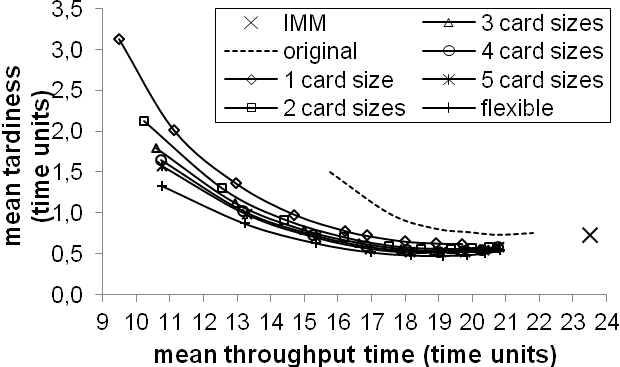 3,5
3,0
2,5
2,0
1,5
1,0
0,5
0,0
mean tardiness
(time units)
IMM
original
1 card size
2 card sizes
3 card sizes
4 card sizes
5 card sizes
flexible
9 10 11 12 13 14 15 16 17 18 19 20 21 22 23 24
mean throughput time (time units)